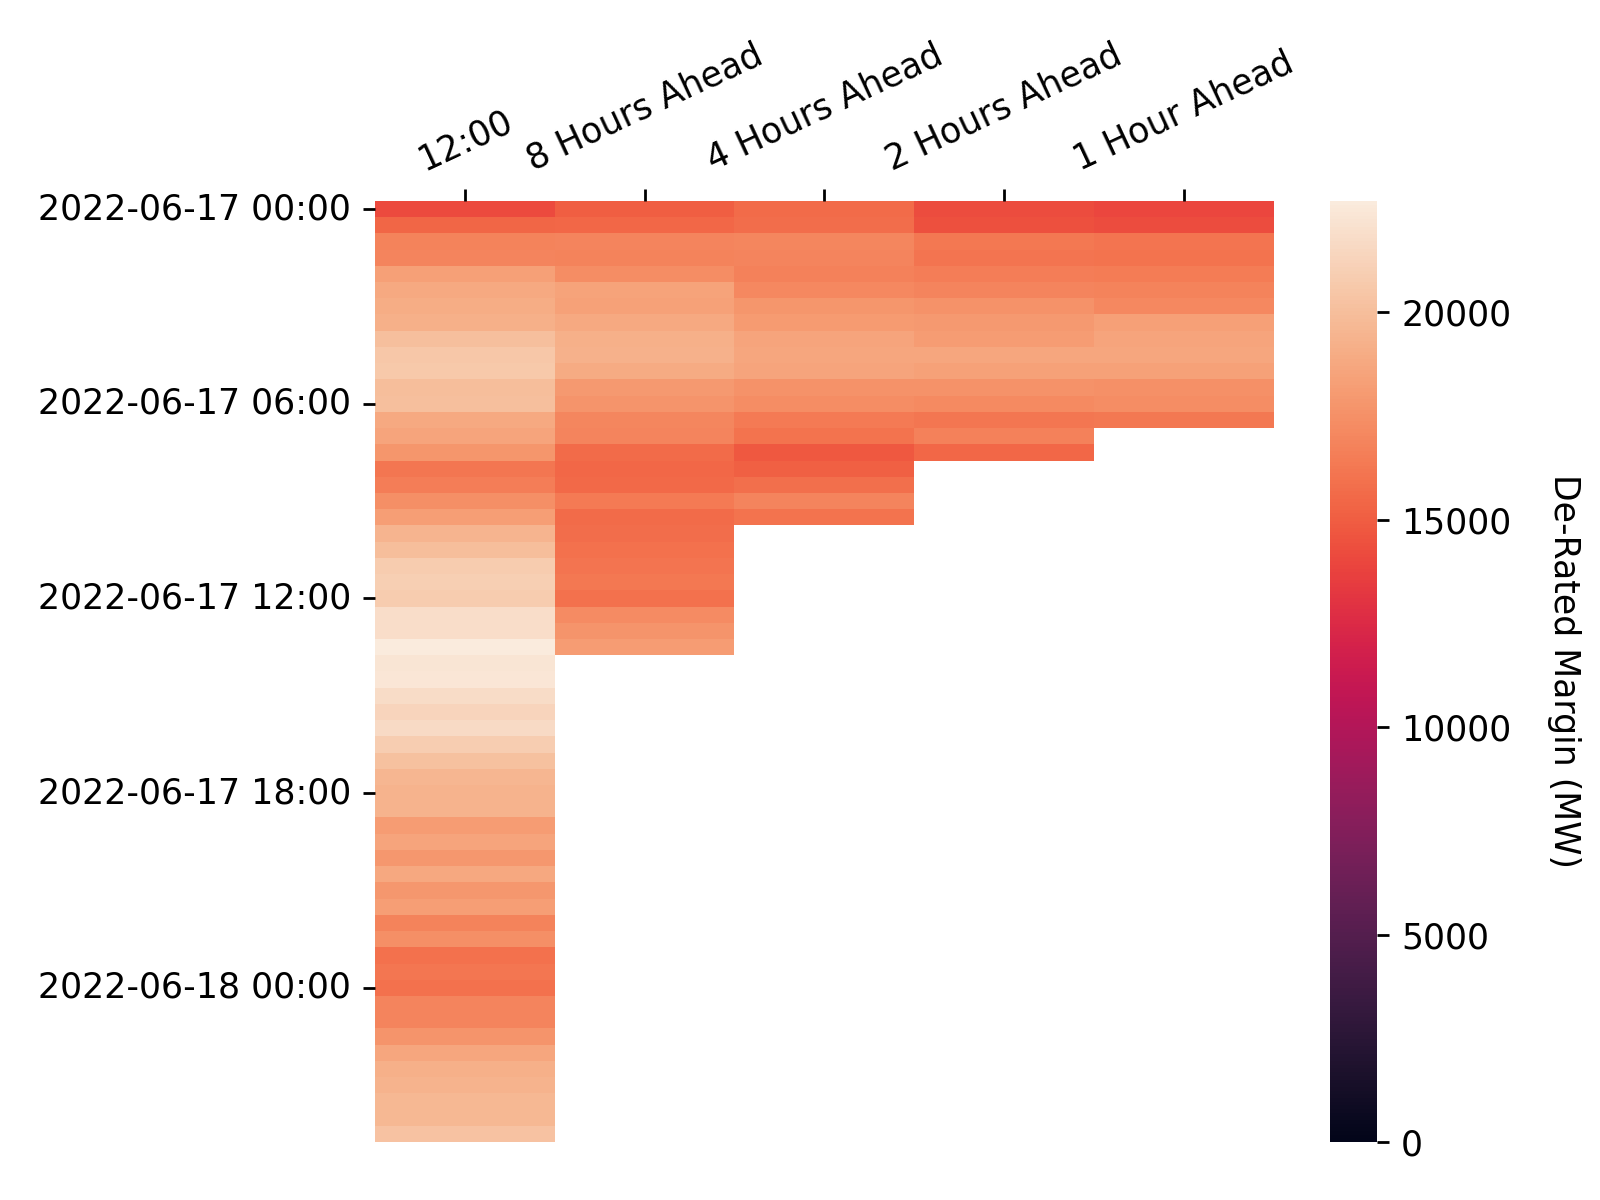 12:00
8 Hours Ahead
4 Hours Ahead
2 Hours Ahead
1 Hour Ahead
2022-06-17 00:00
2022-06-17 06:00
2022-06-17 12:00
2022-06-17 18:00
2022-06-18 00:00
20000
15000
10000
5000
0
De-Rated Margin (MW)